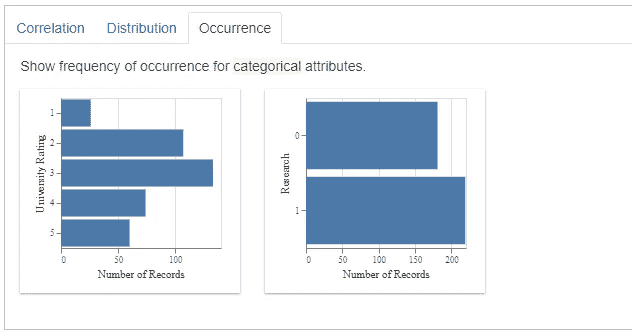 Correlation Distribution Occurrence
Show frequency of occurrence for categorical attributes.
University Rating
1
2
3
4
5
0 50 100
Number of Records
Research
0
1
0 50 100 150 200
Number of Records